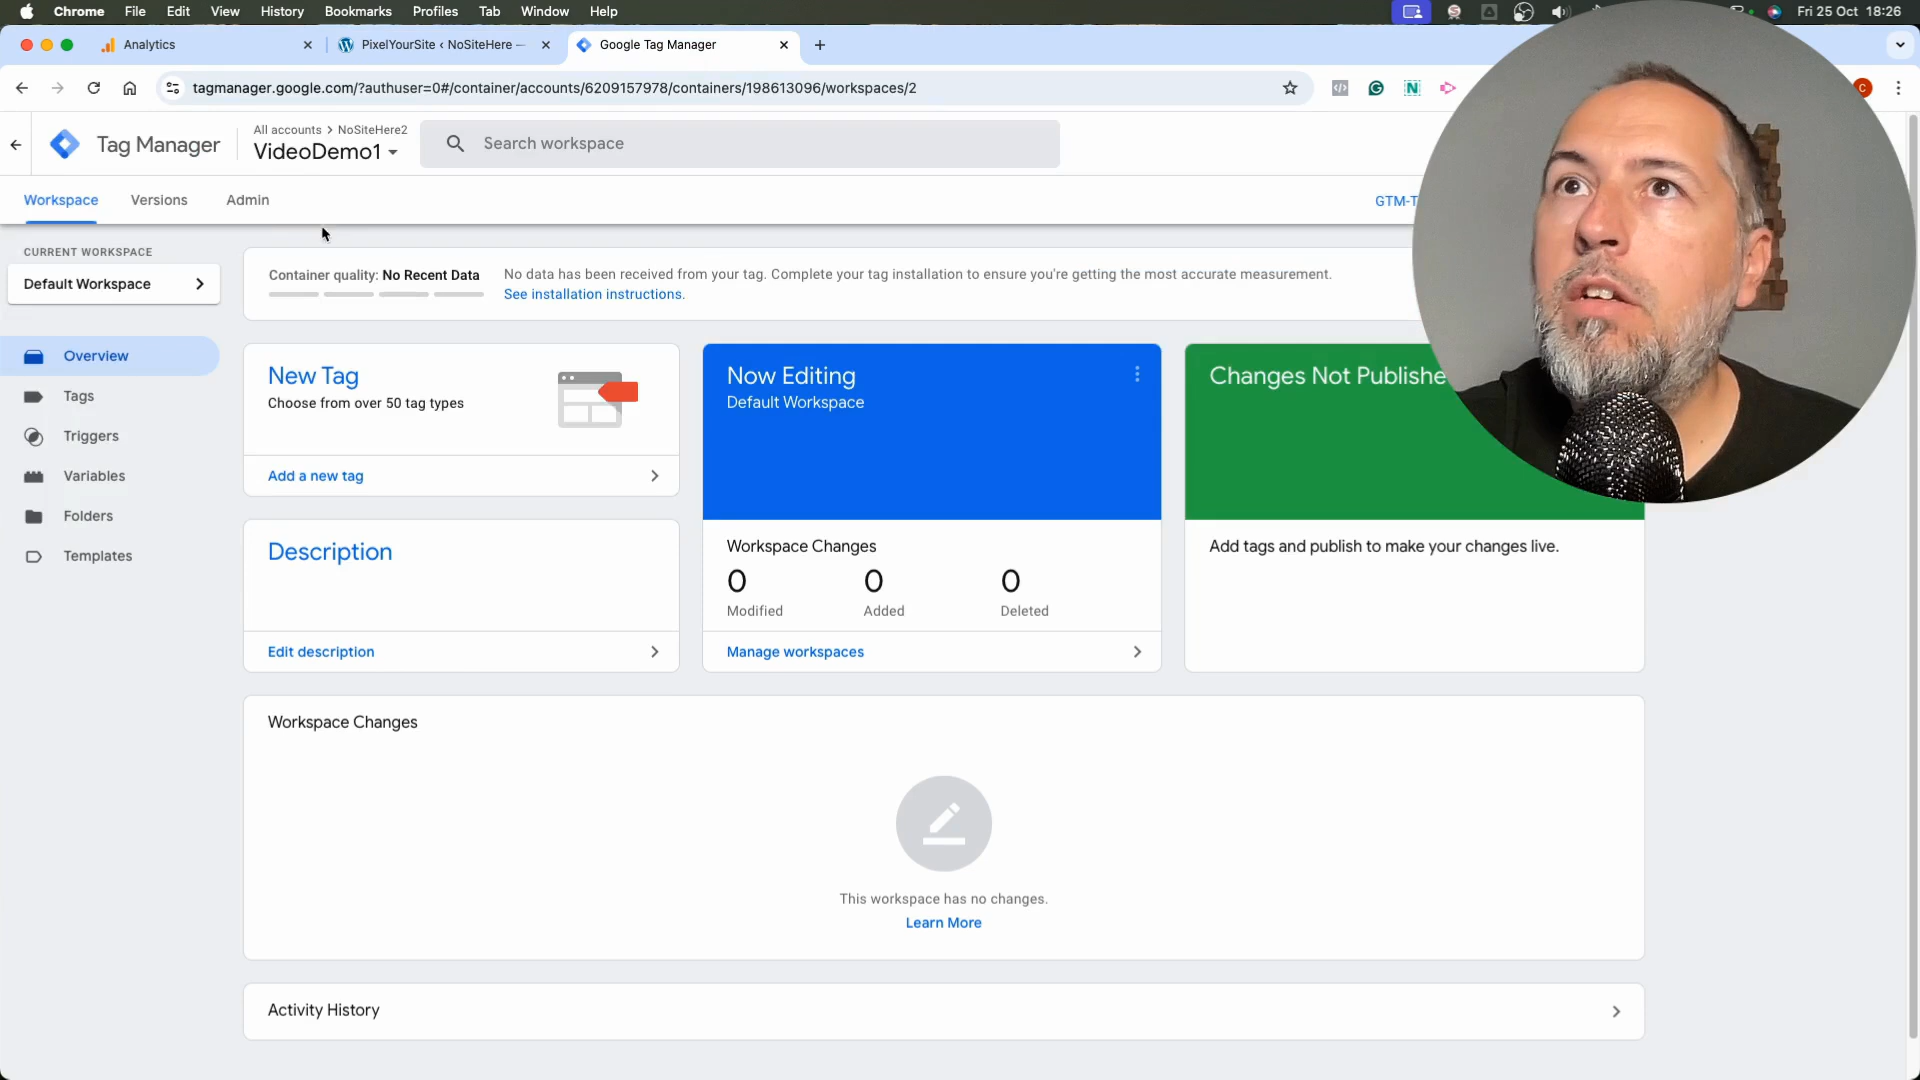 Chrome File Edit View History Bookmarks Profiles Tab Window Help
Fri 25 Oct 18:26
Analytics
PixelYourSite ‹ NoSiteHere —
Google Tag Manager
tagmanager.google.com/?authuser=0#/container/accounts/6209157978/containers/198613096/workspaces/2
Tag Manager
All accounts > NoSiteHere2
VideoDemo1
Search workspace
Workspace Versions Admin
GTM-T
CURRENT WORKSPACE
Default Workspace
Overview
Tags
Triggers
Variables
Folders
Templates
Container quality: No Recent Data
No data has been received from your tag. Complete your tag installation to ensure you're getting the most accurate measurement.
See installation instructions.
New Tag
Choose from over 50 tag types
Add a new tag
Description
Edit description
Now Editing
Default Workspace
Workspace Changes
0 0 0
Modified Added Deleted
Manage workspaces
Changes Not Publishe
Add tags and publish to make your changes live.
Workspace Changes
This workspace has no changes.
Learn More
Activity History